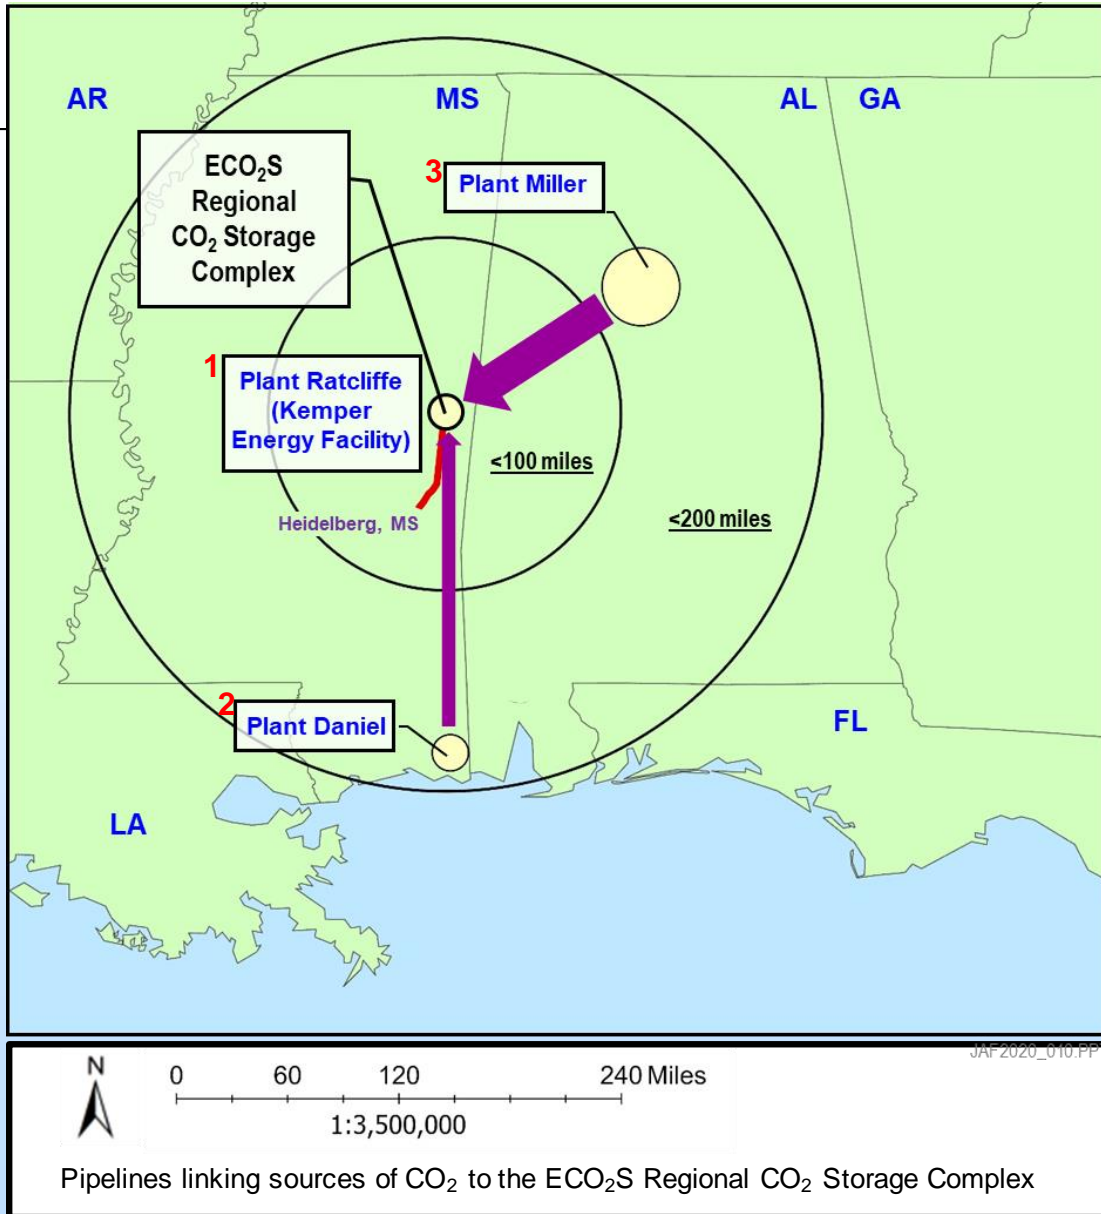 AR
MS
AL
GA
ECO₂S
Regional
CO₂ Storage
Complex
3
Plant Miller
1
Plant Ratcliffe
(Kemper
Energy Facility)
<100 miles
Heidelberg, MS
<200 miles
2
Plant Daniel
FL
LA
JAF2020_010.PP
N
0 60 120 240 Miles
1:3,500,000
Pipelines linking sources of CO₂ to the ECO₂S Regional CO₂ Storage Complex